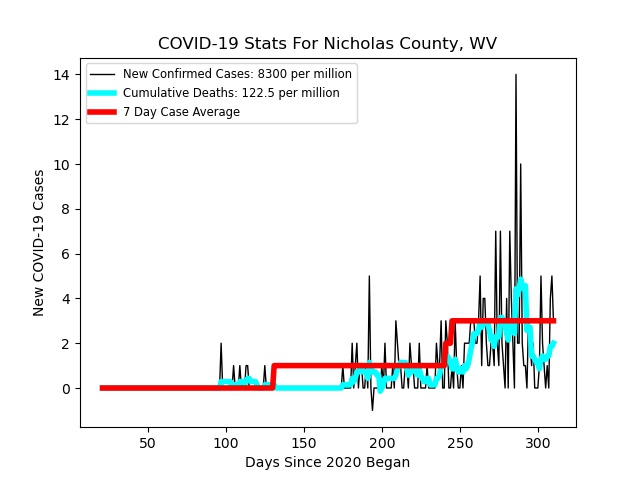 COVID-19 Stats For Nicholas County, WV
New Confirmed Cases: 8300 per million
Cumulative Deaths: 122.5 per million
7 Day Case Average
New COVID-19 Cases
14
12
10
8
6
4
2
0
50 100 150 200 250 300
Days Since 2020 Began